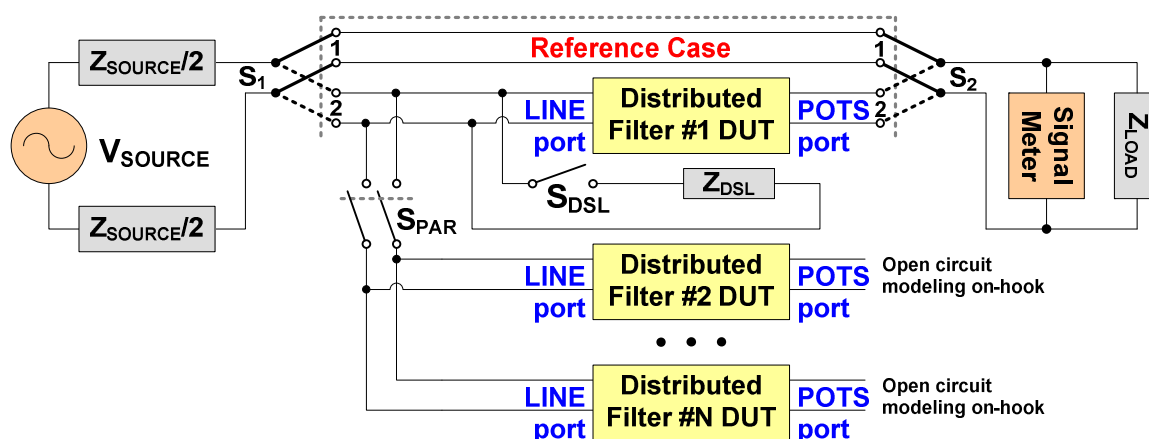 ZSOURCE/2
S1
1
Reference Case
1
S2
2
LINE
port
Distributed
Filter #1 DUT
POTS
port
2
VSOURCE
Signal
Meter
ZLOAD
SDSL
ZDSL
ZSOURCE/2
SPAR
LINE
port
Distributed
Filter #2 DUT
POTS
port
Open circuit
modeling on-hook
• • •
LINE
port
Distributed
Filter #N DUT
POTS
port
Open circuit
modeling on-hook